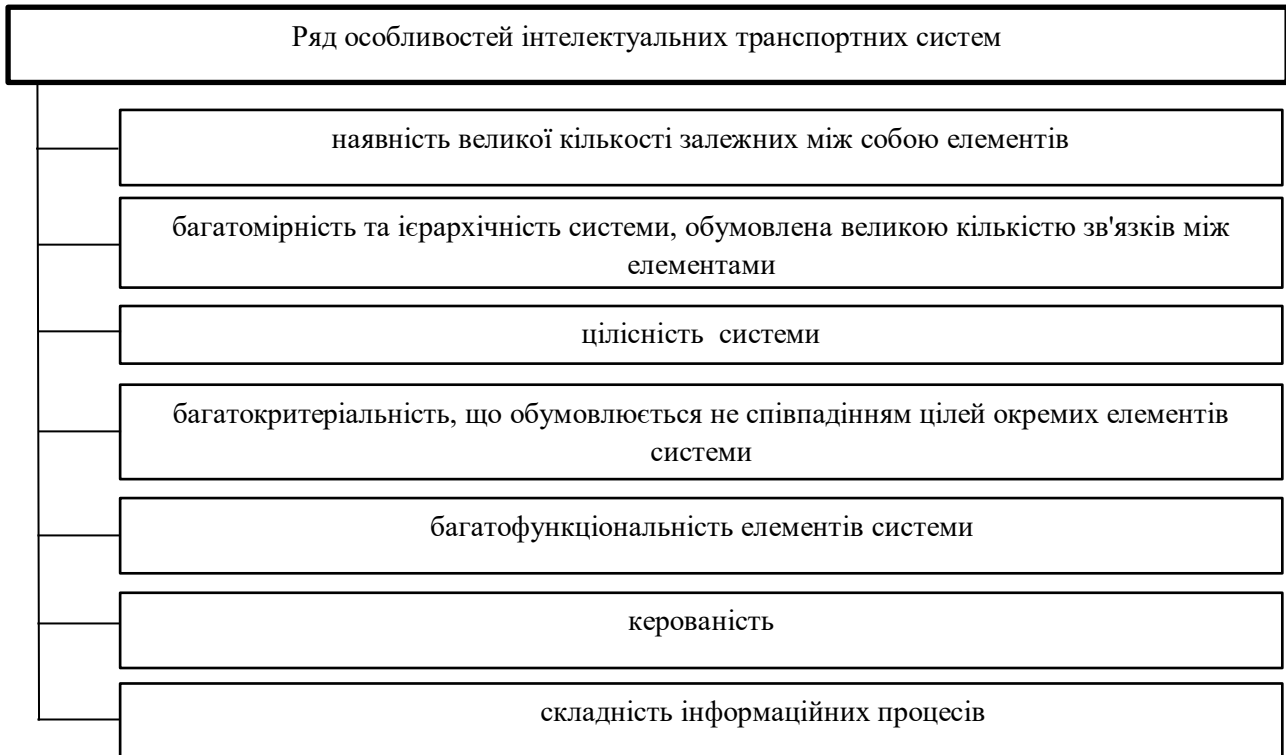 Ряд особливостей інтелектуальних транспортних систем
наявність великої кількості залежних між собою елементів
багатомірність та ієрархічність системи, обумовлена великою кількістю зв'язків між
елементами
цілісність системи
багатокритеріальність, що обумовлюється не співпадінням цілей окремих елементів
системи
багатофункціональність елементів системи
керованість
складність інформаційних процесів